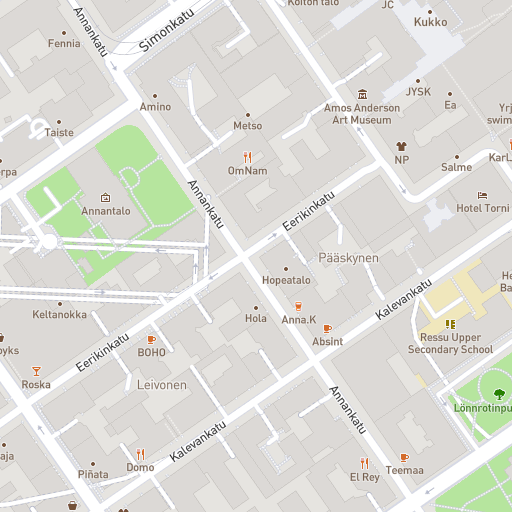 Kolton talo
JC
Kukko
Annankatu
Simonkatu
Fennia
JYSK
Ea
Amos Anderson
Art Museum
Amino
Metso
Taiste
NP
KarL
Salme
OmNam
Hotel Torni
Annantalo
Annankatu
Eerikinkatu
Pääskynen
Hopeatalo
Kalevankatu
Keltanokka
Hola
Anna.K
Absint
Ressu Upper
Secondary School
BOHO
Eerikinkatu
Roska
Leivonen
Annankatu
Lönnrotinpu
Kalevankatu
Domo
Piñata
El Rey
Teemaa